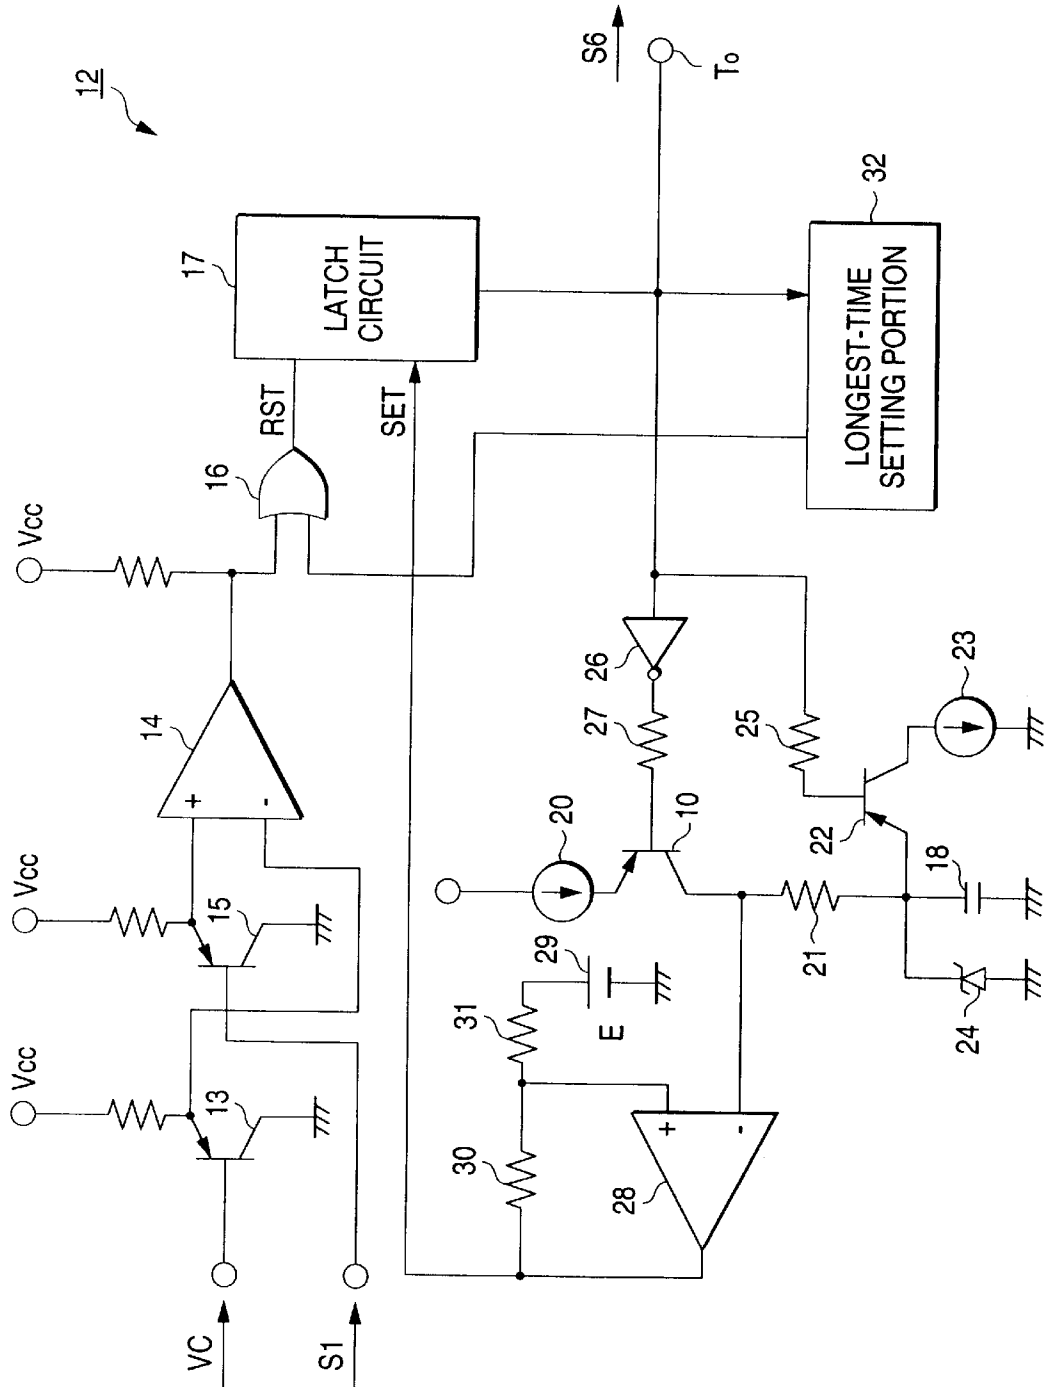 12
S6
To
17
LATCH
CIRCUIT
RST
SET
16
32
LONGEST-TIME
SETTING PORTION
Vcc
14
+
-
Vcc
15
Vcc
13
VC
S1
26
27
25
23
22
20
10
18
21
24
29
E
31
30
28
+
-